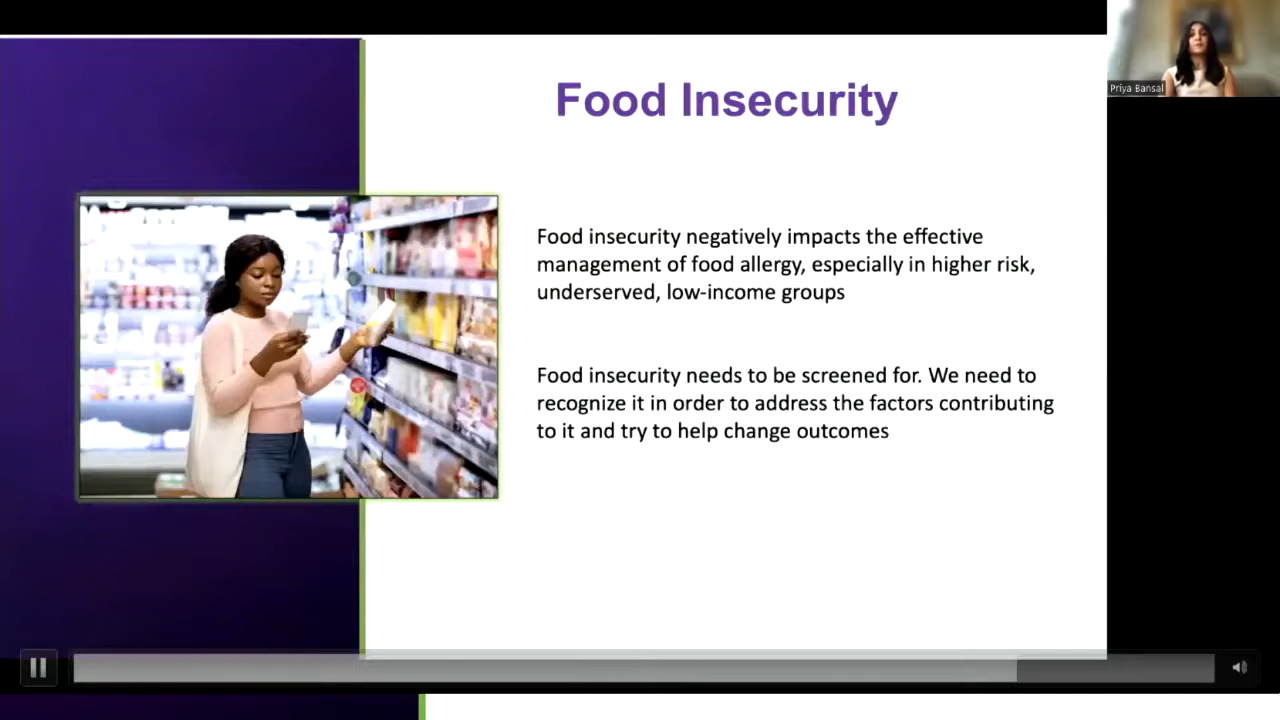 Food Insecurity
Priya Bansal
Food insecurity negatively impacts the effective
management of food allergy, especially in higher risk,
underserved, low-income groups
Food insecurity needs to be screened for. We need to
recognize it in order to address the factors contributing
to it and try to help change outcomes